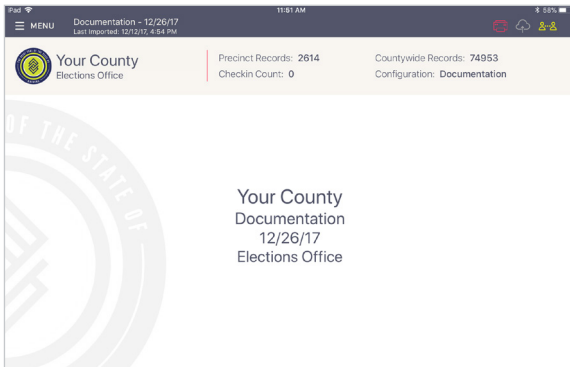 iPad 11:51 AM 58%
MENU
Documentation - 12/26/17
Last Imported: 12/12/17, 4:54 PM
Your County
Elections Office
Precinct Records: 2614
Checkin Count: 0
Countywide Records: 74953
Configuration: Documentation
OF THE STATE OF
Your County
Documentation
12/26/17
Elections Office